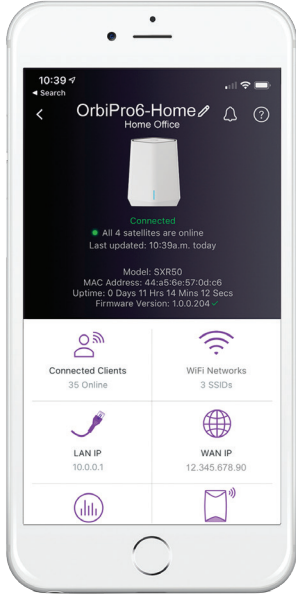 10:39
Search
OrbiPro6-Home
Home Office
Connected
All 4 satellites are online
Last updated: 10:39a.m. today
Model: SXR50
MAC Address: 44:a5:6e:57:0d:c6
Uptime: 0 Days 11 Hrs 14 Mins 12 Secs
Firmware Version: 1.0.0.204
Connected Clients
35 Online
WiFi Networks
3 SSIDs
LAN IP
10.0.0.1
WAN IP
12.345.678.90